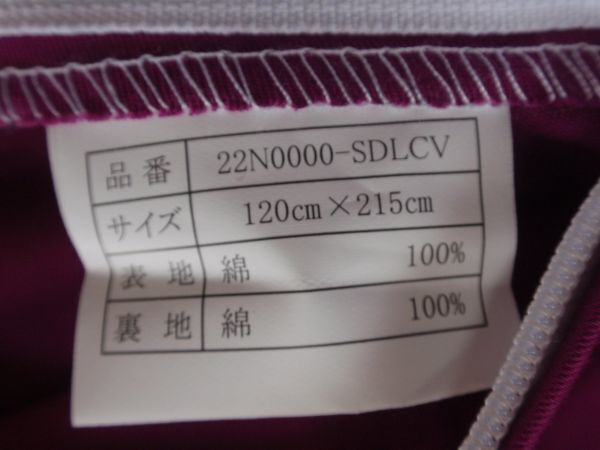 品番 22N0000-SDLCV
サイズ 120cm×215cm
表地 綿 100%
裏地 綿 100%